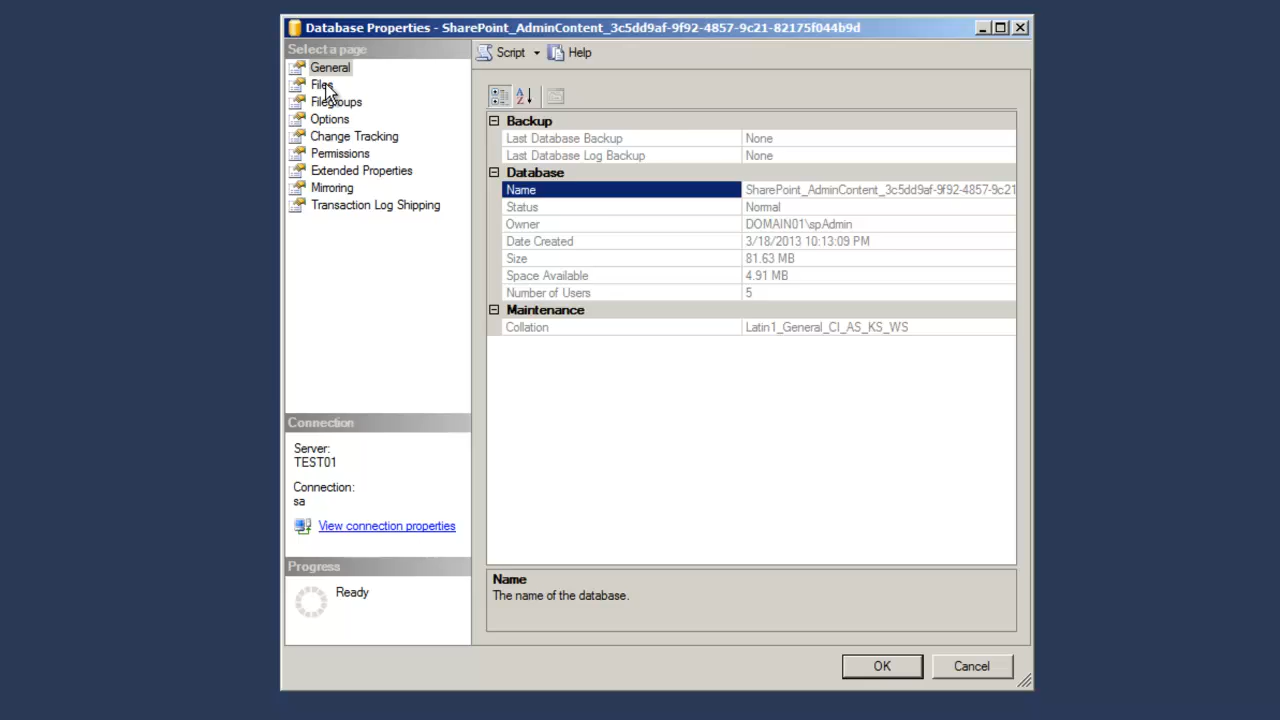 Database Properties - SharePoint_AdminContent_3c5dd9af-9f92-4857-9c21-82175f044b9d
Select a page
General
Files
Filegroups
Options
Change Tracking
Permissions
Extended Properties
Mirroring
Transaction Log Shipping
Connection
Server:
TEST01
Connection:
sa
View connection properties
Progress
Ready
Script
Help
Backup
Last Database Backup None
Last Database Log Backup None
Database
Name SharePoint_AdminContent_3c5dd9af-9f92-4857-9c21
Status Normal
Owner DOMAIN01\spAdmin
Date Created 3/18/2013 10:13:09 PM
Size 81.63 MB
Space Available 4.91 MB
Number of Users 5
Maintenance
Collation Latin1_General_CI_AS_KS_WS
Name
The name of the database.
OK
Cancel